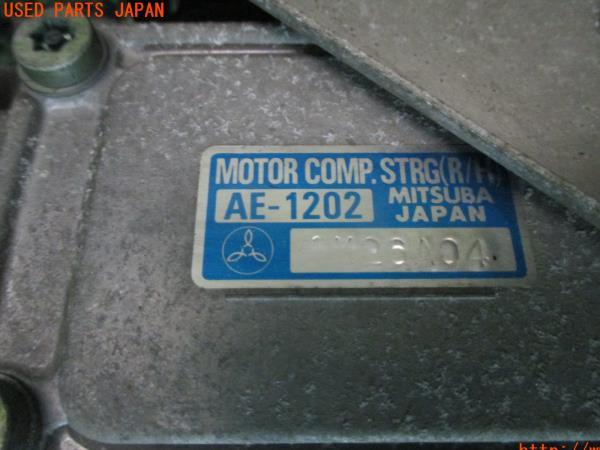 USED PARTS JAPAN
MOTOR COMP. STRG(R/H)
AE-1202
MITSUBA
JAPAN